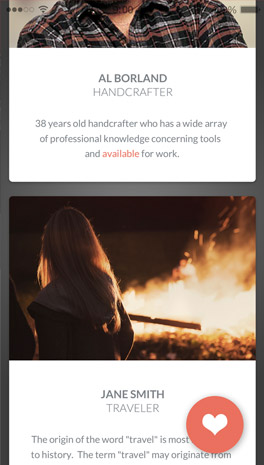 AL BORLAND
HANDCRAFTER
38 years old handcrafter who has a wide array
of professional knowledge concerning tools
and available for work.
JANE SMITH
TRAVELER
The origin of the word "travel" is most
to history. The term "travel" may originate from